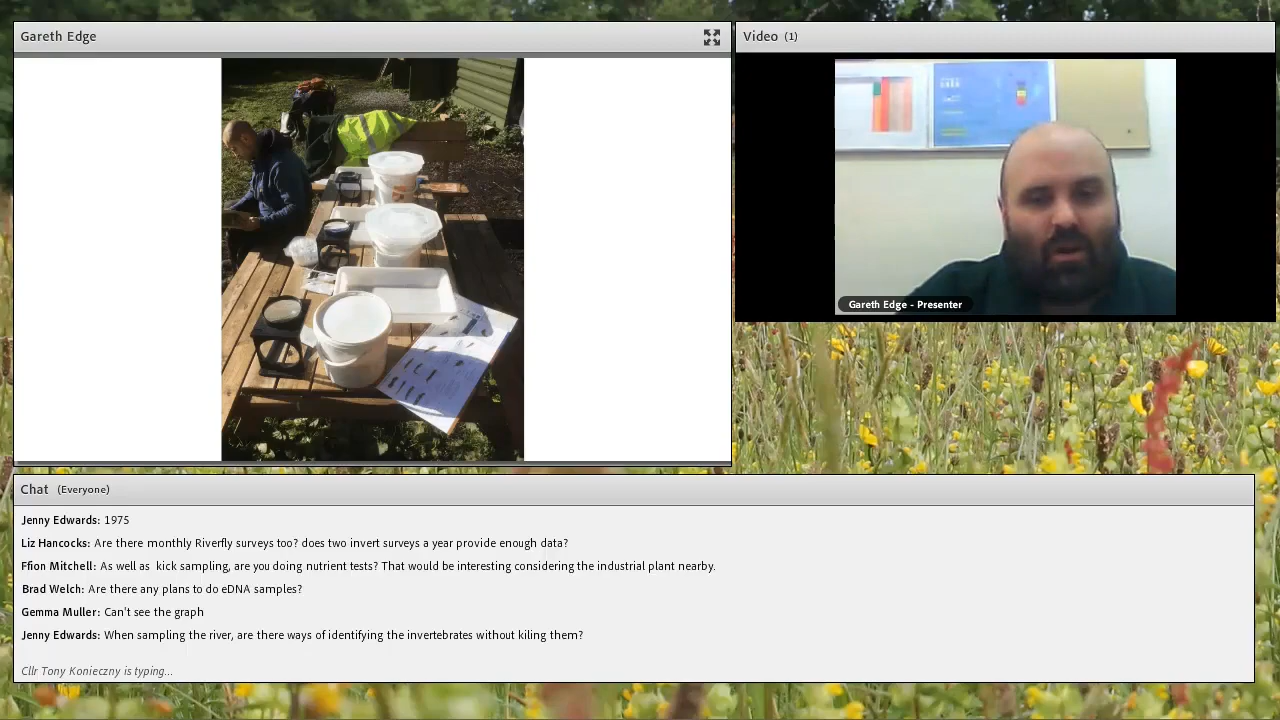 Gareth Edge
Video (1)
Gareth Edge - Presenter
Chat (Everyone)
Jenny Edwards: 1975
Liz Hancocks: Are there monthly Riverfly surveys too? does two invert surveys a year provide enough data?
Ffion Mitchell: As well as kick sampling, are you doing nutrient tests? That would be interesting considering the industrial plant nearby.
Brad Welch: Are there any plans to do eDNA samples?
Gemma Muller: Can't see the graph
Jenny Edwards: When sampling the river, are there ways of identifying the invertebrates without kiling them?
Cllr Tony Konieczny is typing...